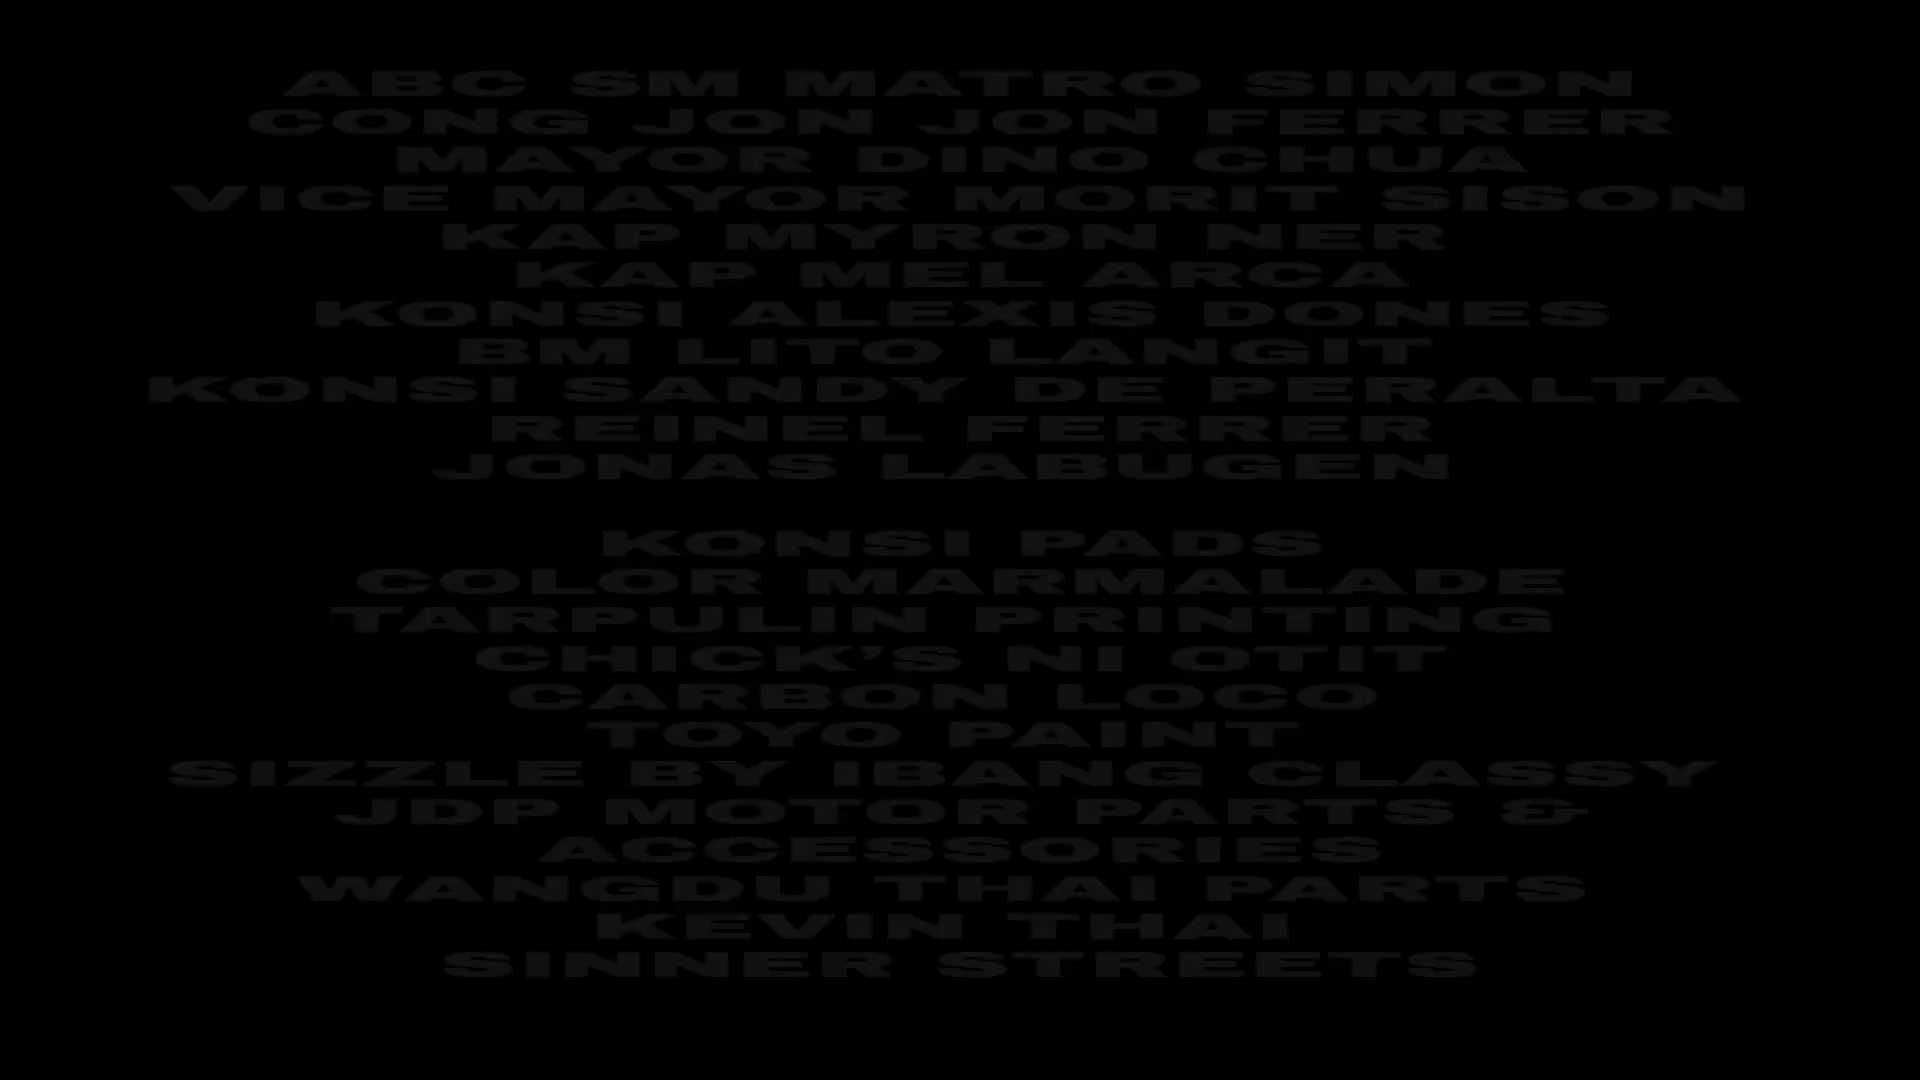 ABC SM MATRO SIMON
CONG JON JON FERRER
MAYOR DINO CHUA
VICE MAYOR MORIT SISON
KAP MYRON NER
KAP MEL ARCA
KONSI ALEXIS DONES
BM LITO LANGIT
KONSI SANDY DE PERALTA
REINEL FERRER
JONAS LABUGEN
KONSI PADS
COLOR MARMALADE
TARPULIN PRINTING
CHICK’S NI OTIT
CARBON LOCO
TOYO PAINT
SIZZLE BY IBANG CLASSY
JDP MOTOR PARTS &
ACCESSORIES
WANGDU THAI PARTS
KEVIN THAI
SINNER STREETS